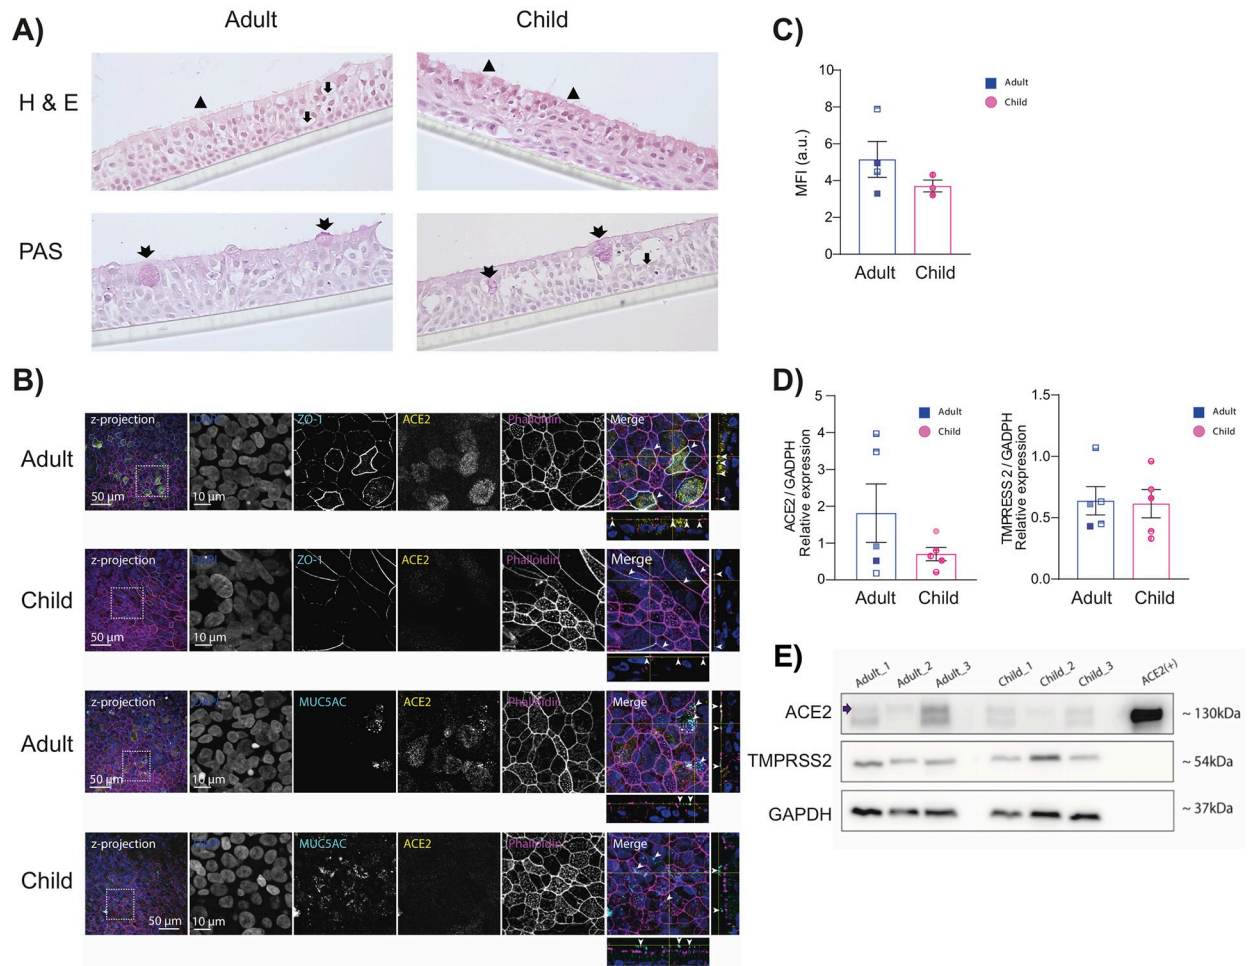 A)
Adult
Child
H & E
PAS
B)
Adult
z-projection
50 µm
DAPI
10 µm
ZO-1
ACE2
Phalloidin
Merge
Child
z-projection
50 µm
DAPI
10 µm
ZO-1
ACE2
Phalloidin
Merge
Adult
z-projection
50 µm
DAPI
10 µm
MUC5AC
ACE2
Phalloidin
Merge
Child
z-projection
50 µm
DAPI
10 µm
MUC5AC
ACE2
Phalloidin
Merge
C)
MFI (a.u.)
10
8
6
4
2
0
Adult
Child
Adult
Child
D)
ACE2 / GADPH
Relative expression
5
4
3
2
1
0
Adult
Child
Adult
Child
TMPRESS 2 / GADPH
Relative expression
1.5
1.0
0.5
0.0
Adult
Child
Adult
Child
E)
Adult_1
Adult_2
Adult_3
Child_1
Child_2
Child_3
ACE2(+)
ACE2
~ 130kDa
TMPRSS2
~ 54kDa
GAPDH
~ 37kDa